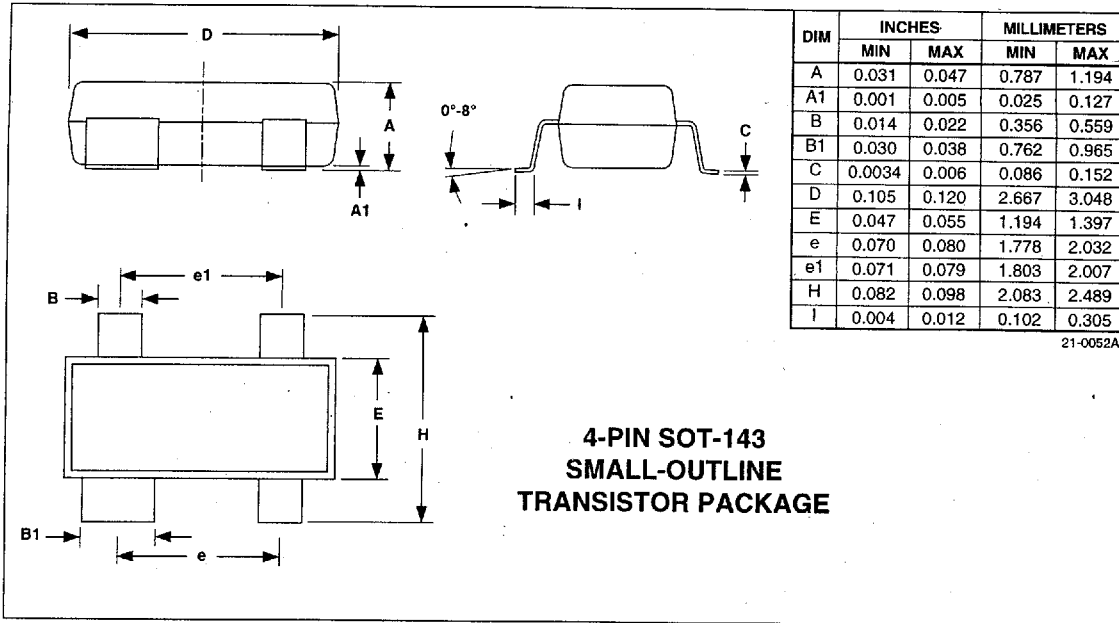 D
A
A1
0°-8°
C
I
e1
B
E
H
B1
e
DIM INCHES MILLIMETERS
MIN MAX MIN MAX
A 0.031 0.047 0.787 1.194
A1 0.001 0.005 0.025 0.127
B 0.014 0.022 0.356 0.559
B1 0.030 0.038 0.762 0.965
C 0.0034 0.006 0.086 0.152
D 0.105 0.120 2.667 3.048
E 0.047 0.055 1.194 1.397
e 0.070 0.080 1.778 2.032
e1 0.071 0.079 1.803 2.007
H 0.082 0.098 2.083 2.489
I 0.004 0.012 0.102 0.305
21-0052A
4-PIN SOT-143
SMALL-OUTLINE
TRANSISTOR PACKAGE